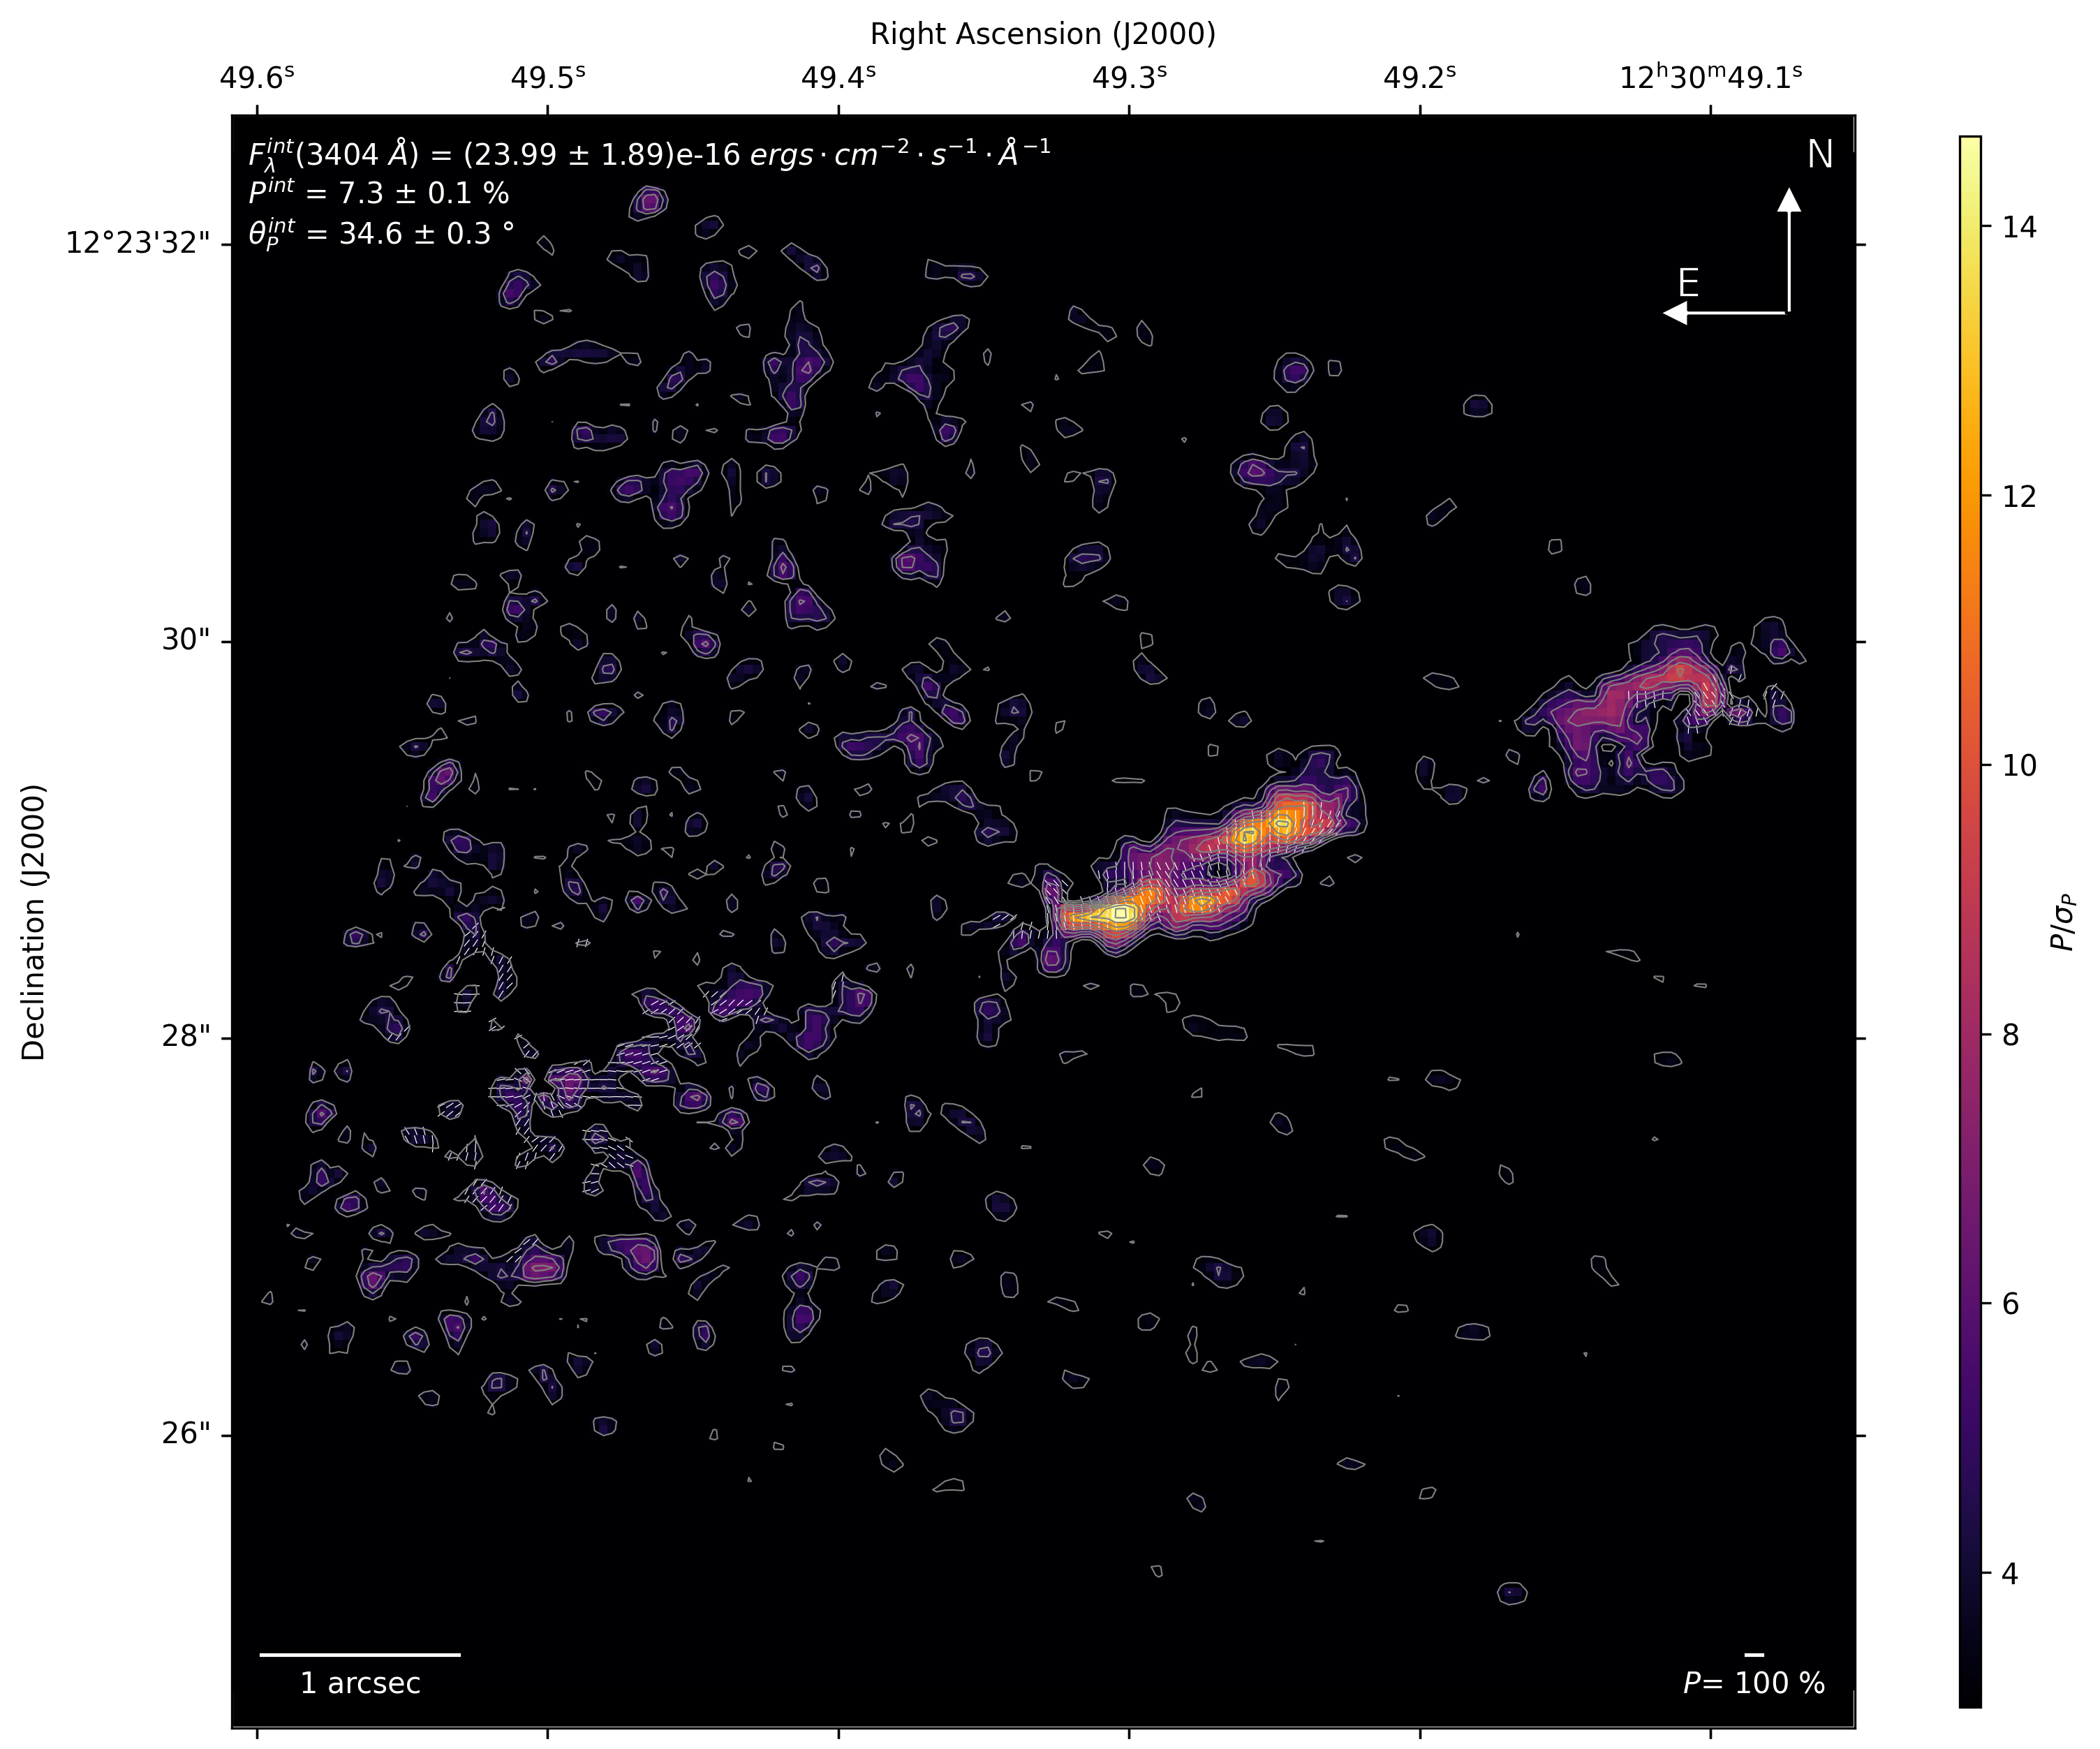 Right Ascension (J2000)
49.6ˢ 49.5ˢ 49.4ˢ 49.3ˢ 49.2ˢ 12ʰ30ᵐ49.1ˢ
F_λ^int(3404 Å) = (23.99 ± 1.89)e-16 ergs · cm⁻² · s⁻¹ · Å⁻¹
P^int = 7.3 ± 0.1 %
θ_P^int = 34.6 ± 0.3 °
N
E
12°23'32"
30"
28"
26"
Declination (J2000)
1 arcsec
P= 100 %
14
12
10
8
6
4
P/σ_P